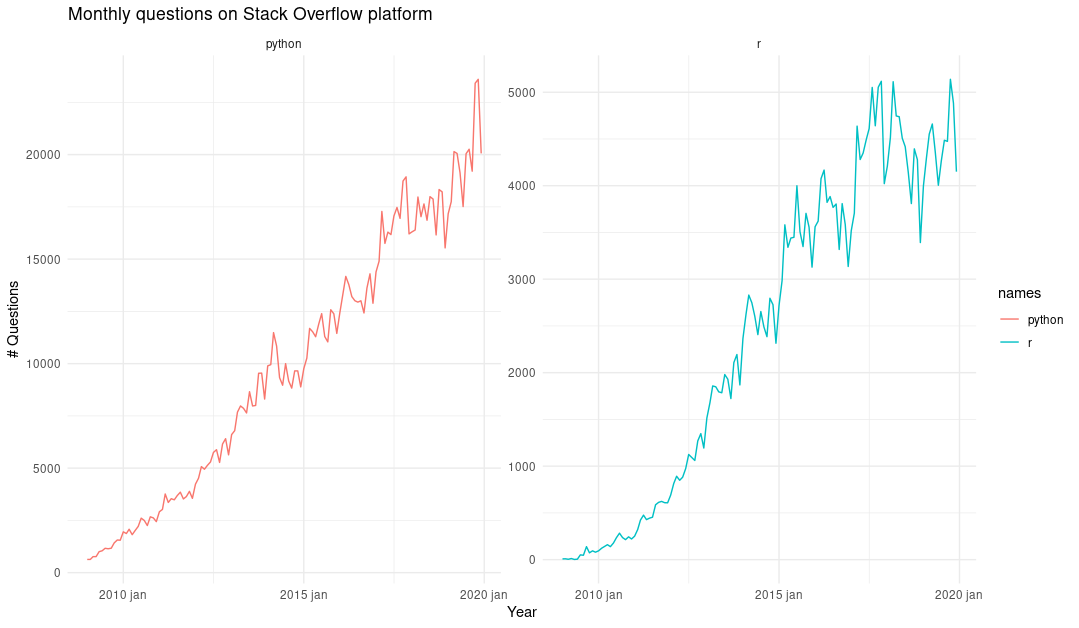 Monthly questions on Stack Overflow platform
python
r
# Questions
20000
15000
10000
5000
0
2010 jan
2015 jan
2020 jan
5000
4000
3000
2000
1000
0
2010 jan
2015 jan
2020 jan
Year
names
python
r